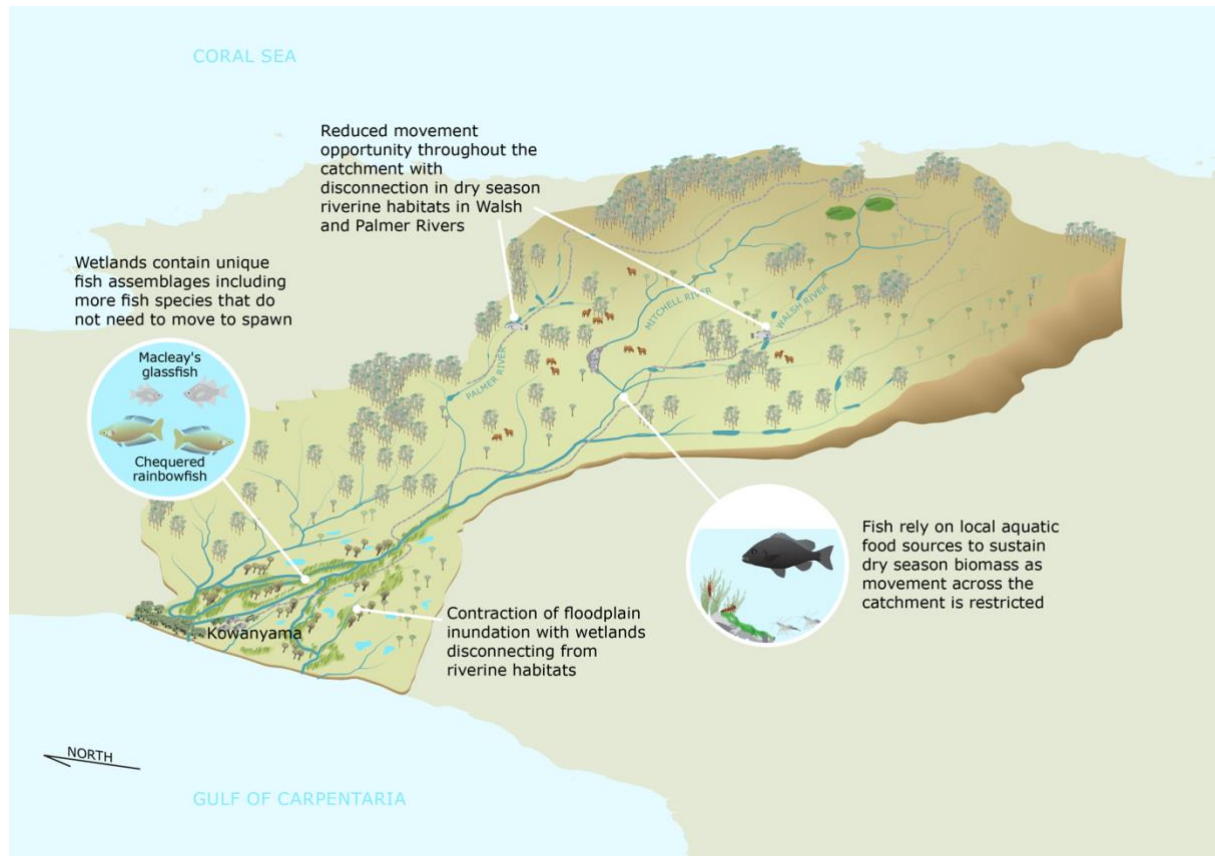 CORAL SEA
Reduced movement
opportunity throughout the
catchment with
disconnection in dry season
riverine habitats in Walsh
and Palmer Rivers
Wetlands contain unique
fish assemblages including
more fish species that do
not need to move to spawn
Macleay's
glassfish
Chequered
rainbowfish
PALMER RIVER
MITCHELL RIVER
WALSH RIVER
Fish rely on local aquatic
food sources to sustain
dry season biomass as
movement across the
catchment is restricted
Contraction of floodplain
inundation with wetlands
disconnecting from
riverine habitats
Kowanyama
NORTH
GULF OF CARPENTARIA